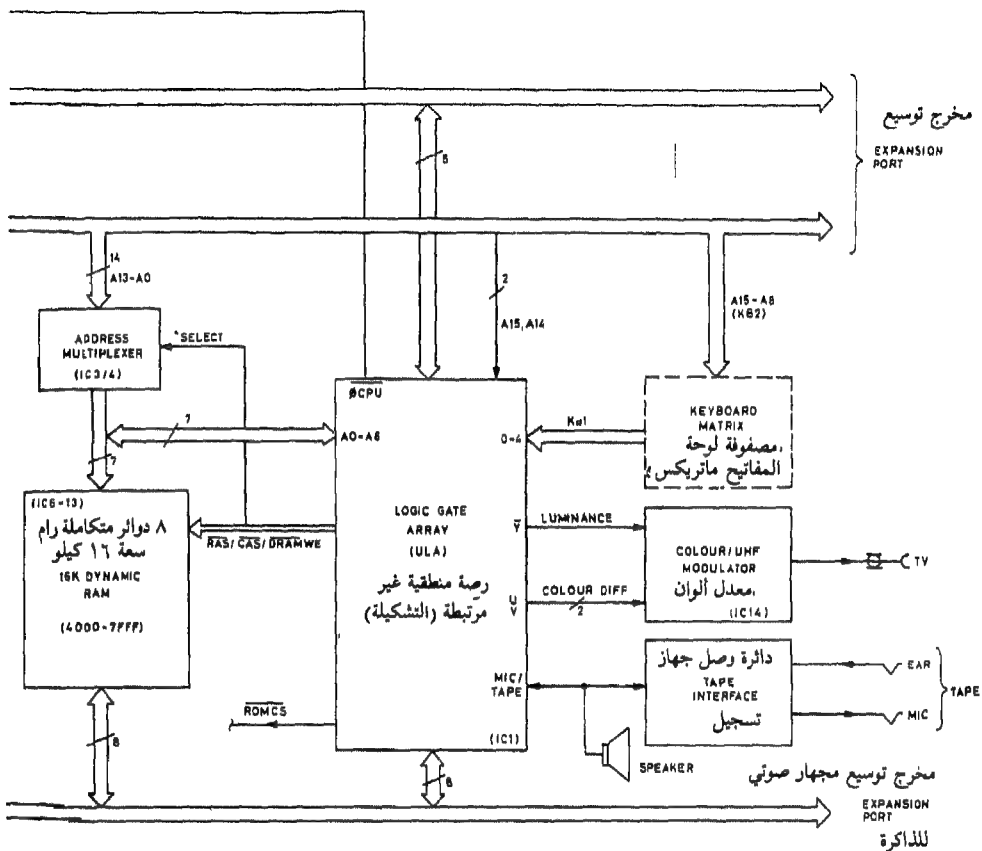 مخرج توسيع
EXPANSION
PORT
8
14
A13-A0
2
A15, A14
A15-A8
(KB2)
ADDRESS
MULTIPLEXER
(IC3/4)
*SELECT
7
7
ØCPU
A0-A6
0-4
KEYBOARD
MATRIX
مصفوفة لوحة
المفاتيح ماتريكس
(IC6-13)
٨ دوائر متكاملة رام
سعة ١٦ كيلو
16K DYNAMIC
RAM
(4000-7FFF)
RAS/CAS/DRAMWE
LOGIC GATE
ARRAY
(ULA)
رصة منطقية غير
مرتبطة (التشكيلة)
Y
LUMINANCE
U
V
COLOUR DIFF
2
COLOUR/UHF
MODULATOR
معدل ألوان
(IC14)
TV
MIC/
TAPE
ROMCS
(IC1)
دائرة وصل جهاز
TAPE
INTERFACE
تسجيل
EAR
MIC
TAPE
SPEAKER
8
8
مخرج توسيع مجهار صوتي
EXPANSION
PORT
للذاكرة